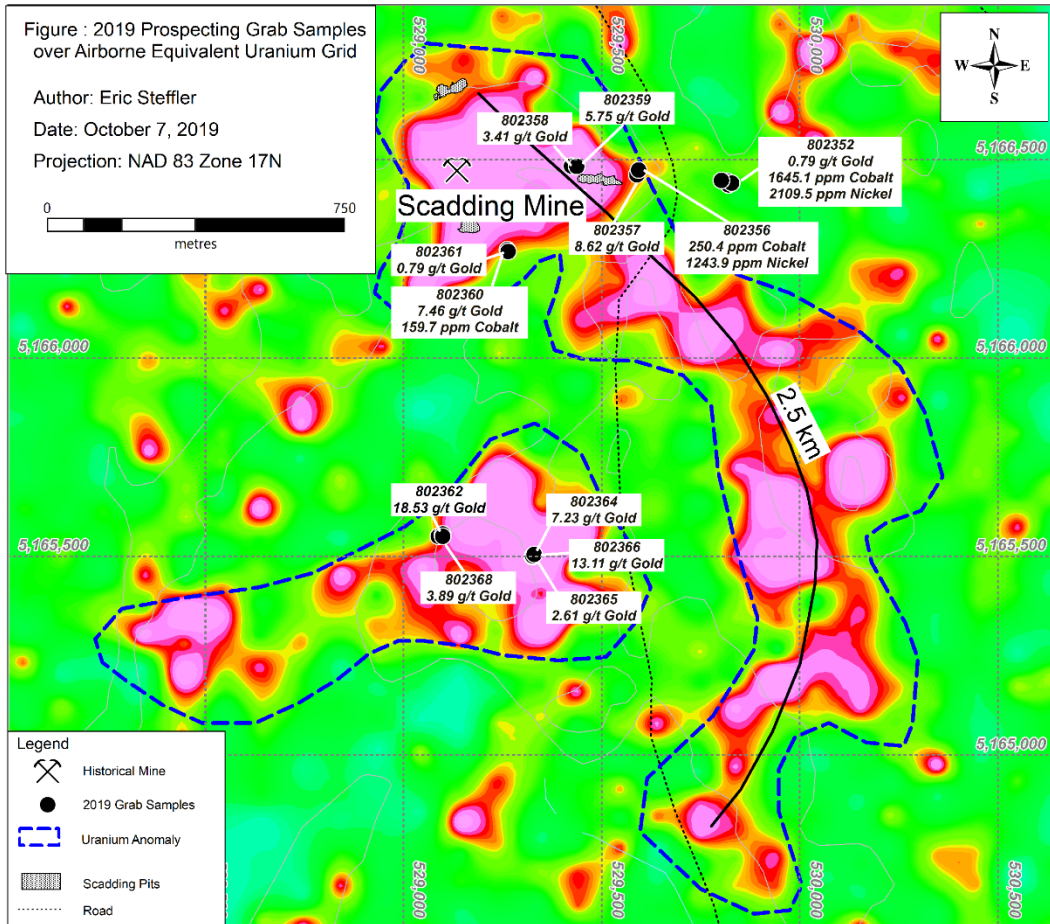 Figure : 2019 Prospecting Grab Samples
over Airborne Equivalent Uranium Grid
Author: Eric Steffler
Date: October 7, 2019
Projection: NAD 83 Zone 17N
0 750
metres
529,000
529,500
530,000
N
W E
S
802358
3.41 g/t Gold
802359
5.75 g/t Gold
5,166,500
5,166,500
802352
0.79 g/t Gold
1645.1 ppm Cobalt
2109.5 ppm Nickel
Scadding Mine
802357
8.62 g/t Gold
802356
250.4 ppm Cobalt
1243.9 ppm Nickel
802361
0.79 g/t Gold
802360
7.46 g/t Gold
159.7 ppm Cobalt
5,166,000
5,166,000
2.5 km
802362
18.53 g/t Gold
802364
7.23 g/t Gold
802366
13.11 g/t Gold
5,165,500
5,165,500
802368
3.89 g/t Gold
802365
2.61 g/t Gold
5,165,000
Legend
Historical Mine
2019 Grab Samples
Uranium Anomaly
Scadding Pits
Road
529,000
529,500
530,000
530,500